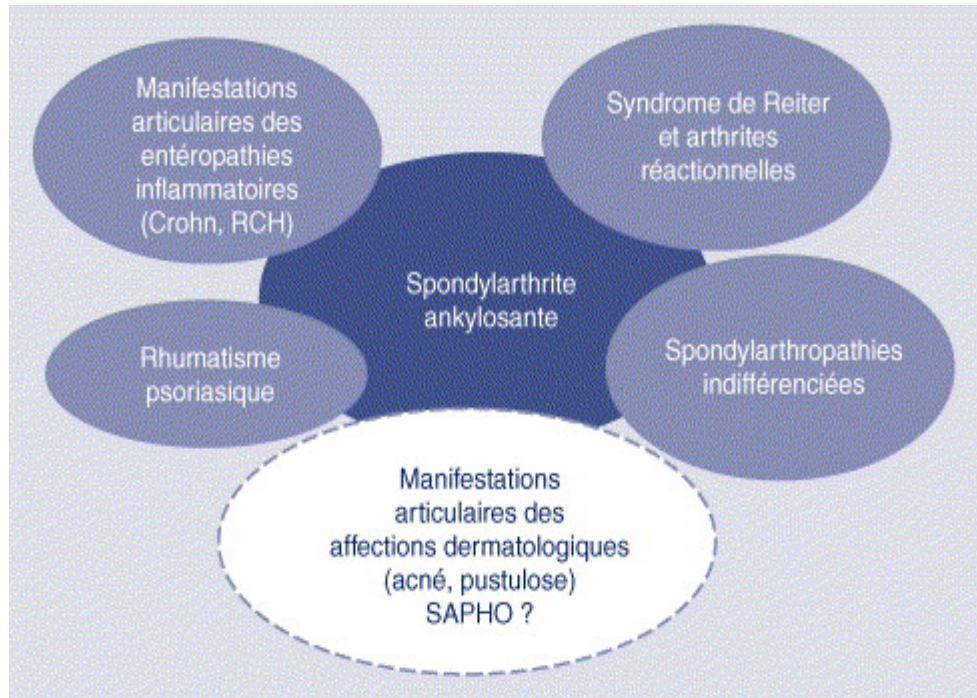 Manifestations
articulaires des
entéropathies
inflammatoires
(Crohn, RCH)
Syndrome de Reiter
et arthrites
réactionnelles
Spondylarthrite
ankylosante
Rhumatisme
psoriasique
Spondylarthropathies
indifférenciées
Manifestations
articulaires des
affections dermatologiques
(acné, pustulose)
SAPHO ?